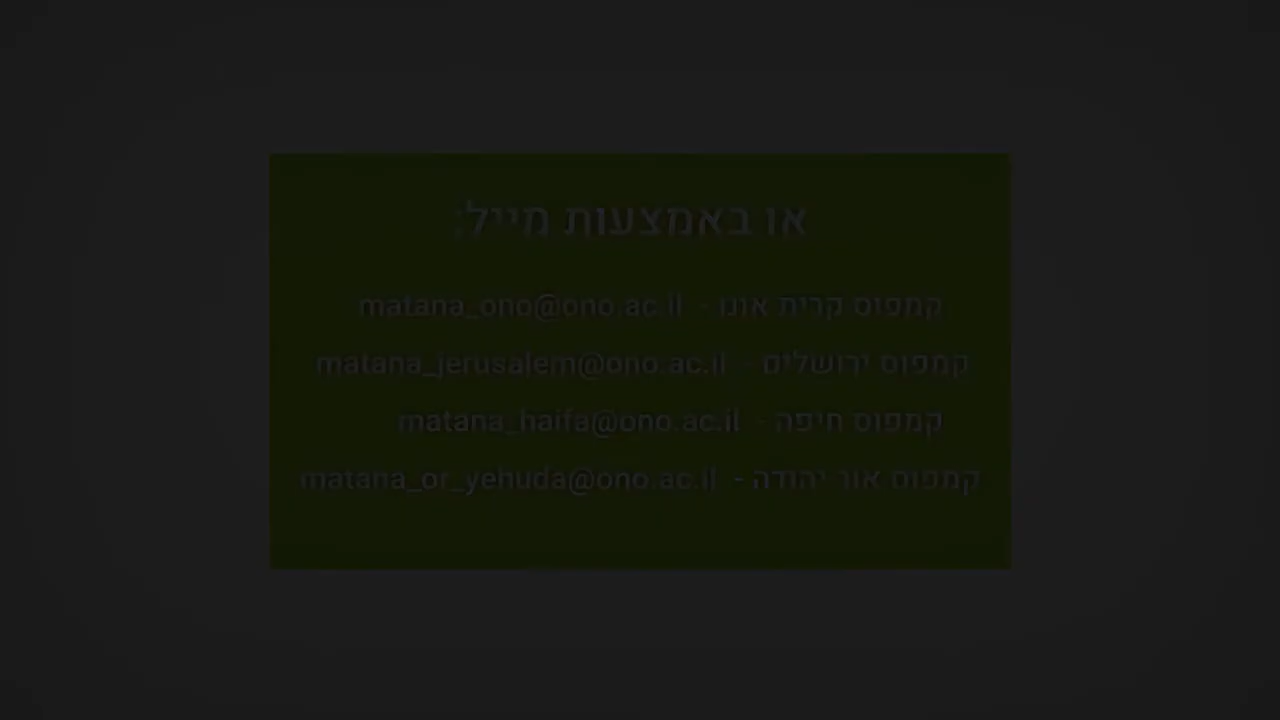 או באמצעות מייל:
קמפוס קרית אונו - matana_ono@ono.ac.il
קמפוס ירושלים - matana_jerusalem@ono.ac.il
קמפוס חיפה - matana_haifa@ono.ac.il
קמפוס אור יהודה - matana_or_yehuda@ono.ac.il